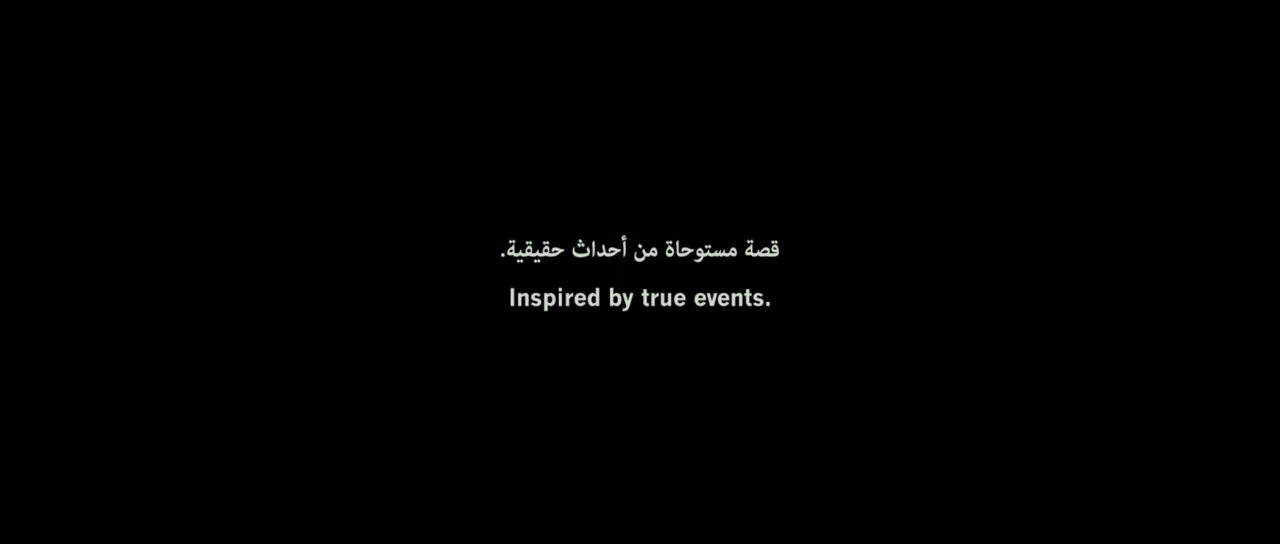 قصة مستوحاة من أحداث حقيقية.
Inspired by true events.